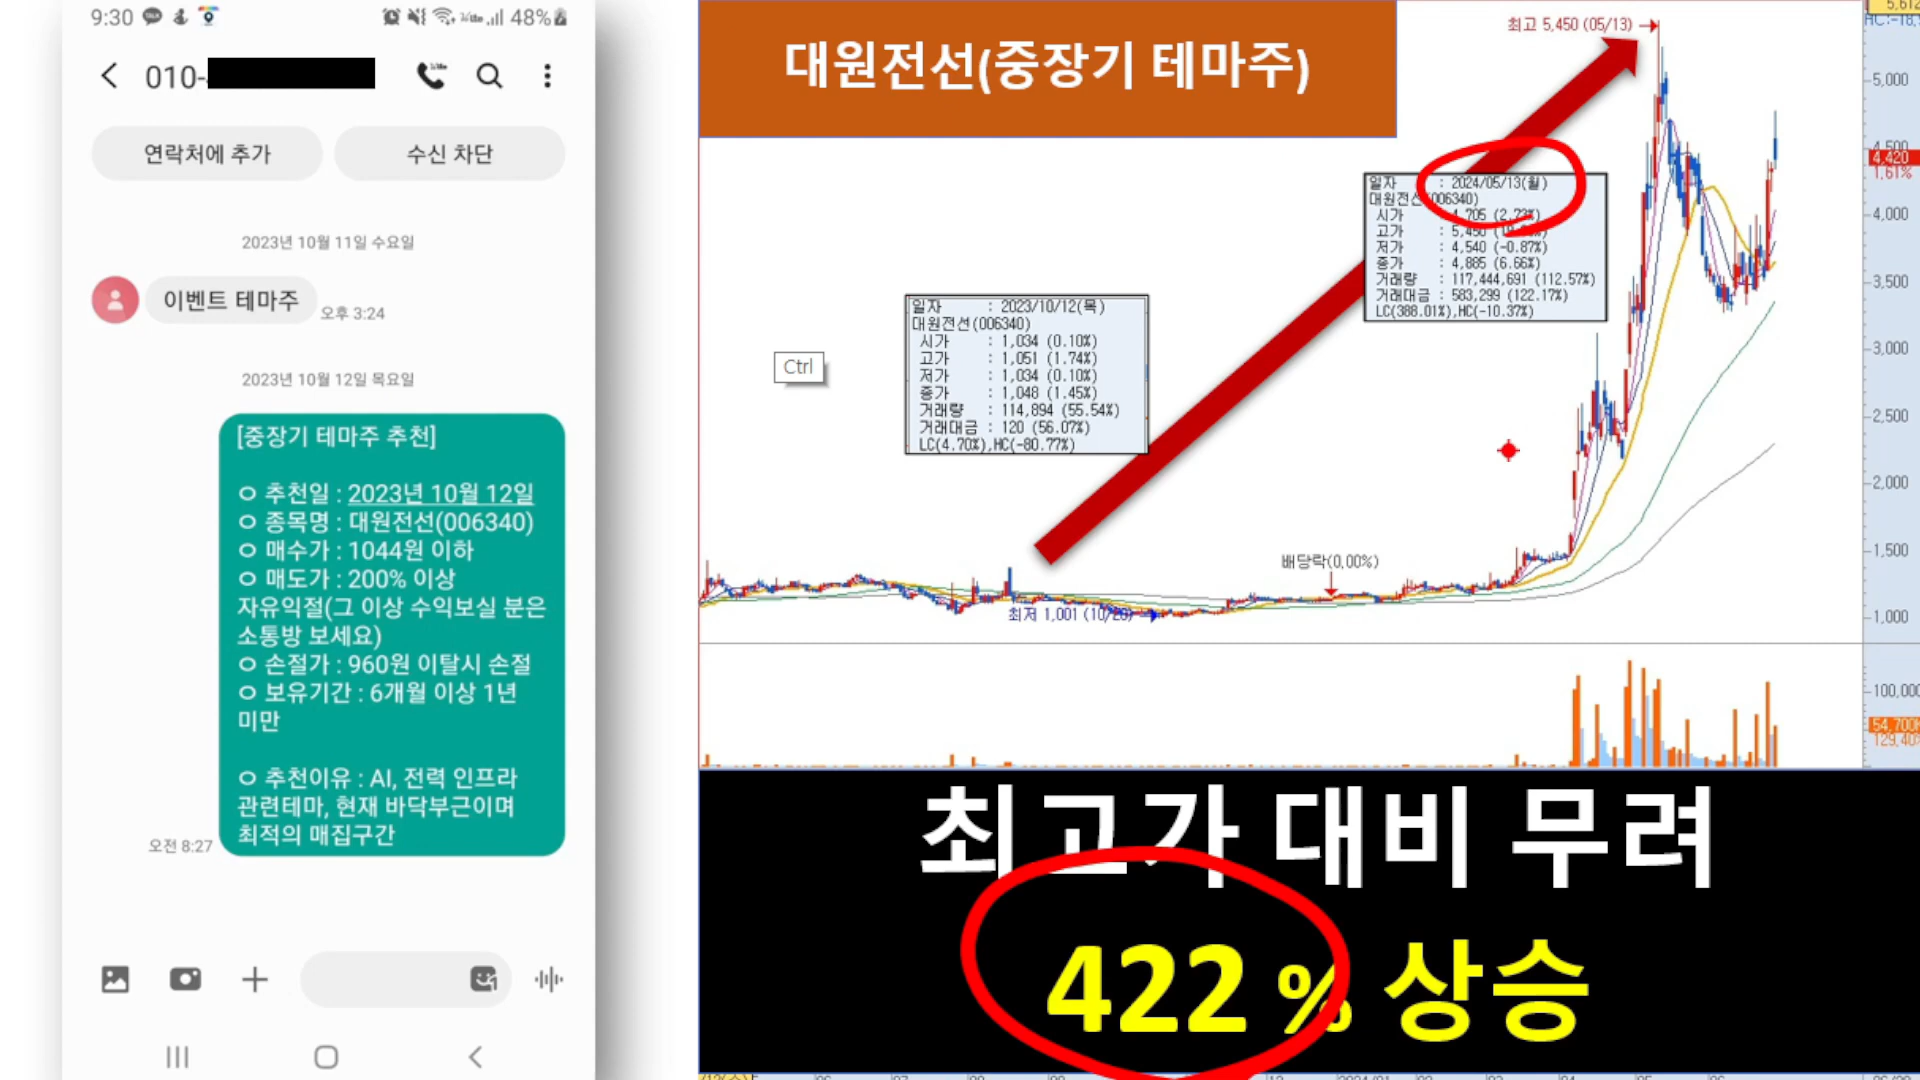 9:30
48%
010-
연락처에 추가
수신 차단
2023년 10월 11일 수요일
이벤트 테마주
오후 3:24
2023년 10월 12일 목요일
[중장기 테마주 추천]
ㅇ 추천일 : 2023년 10월 12일
ㅇ 종목명 : 대원전선(006340)
ㅇ 매수가 : 1044원 이하
ㅇ 매도가 : 200% 이상
자유익절(그 이상 수익보실 분은
소통방 보세요)
ㅇ 손절가 : 960원 이탈시 손절
ㅇ 보유기간 : 6개월 이상 1년
미만
ㅇ 추천이유 : AI, 전력 인프라
관련테마, 현재 바닥부근이며
최적의 매집구간
오전 8:27
대원전선(중장기 테마주)
최고 5,450 (05/13)
Ctrl
일자 : 2023/10/12(목)
대원전선(006340)
시가 : 1,034 (0.10%)
고가 : 1,051 (1.74%)
저가 : 1,034 (0.10%)
종가 : 1,048 (1.45%)
거래량 : 114,894 (55.54%)
거래대금 : 120 (56.07%)
LC(4.70%),HC(-80.77%)
일자 : 2024/05/13(월)
대원전선(006340)
시가 : 4,705 (2.73%)
고가 : 5,450
저가 : 4,540 (-0.87%)
종가 : 4,885 (6.66%)
거래량 : 117,444,691 (112.57%)
거래대금 : 583,299 (122.17%)
LC(388.01%),HC(-10.37%)
배당락(0,00%)
최저 1,001 (10/26)
5,000
4,420
1.61%
4,000
3,500
3,000
2,500
2,000
1,500
1,000
100,000
최고가 대비 무려
422 % 상승